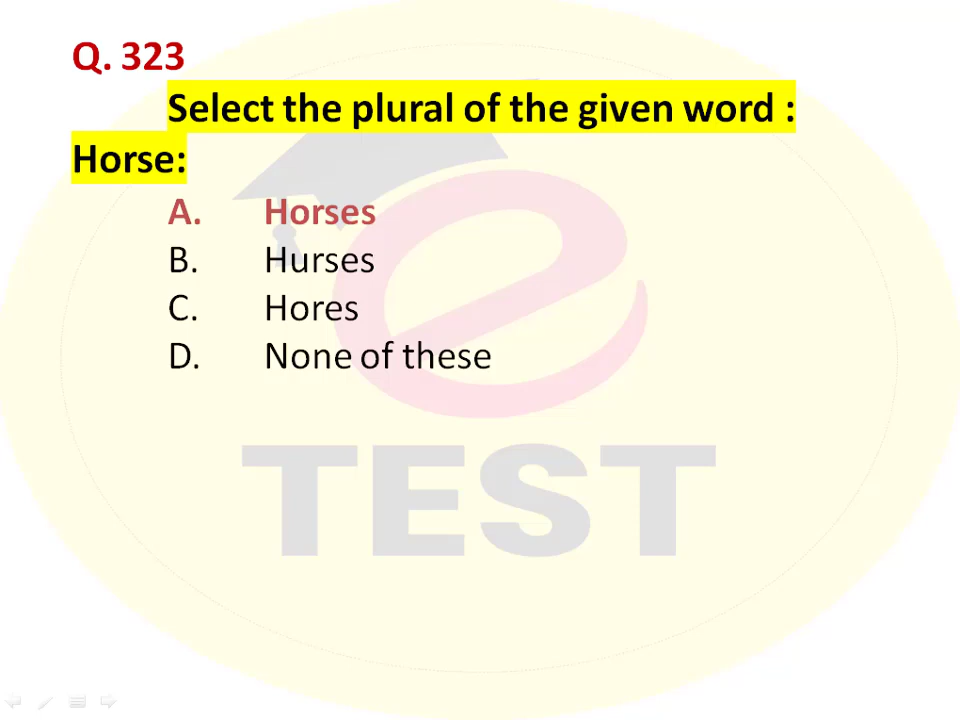 Q. 323
Select the plural of the given word :
Horse:
A. Horses
B. Hurses
C. Hores
D. None of these
e
TEST